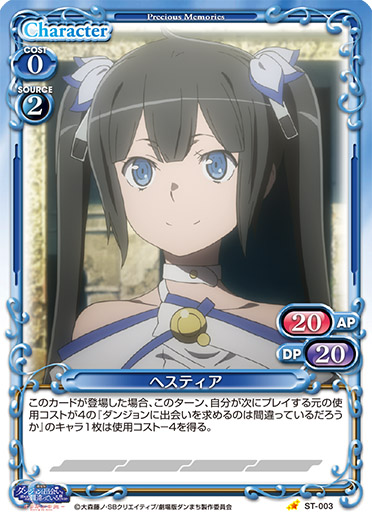 Precious Memories
Character
COST
0
SOURCE
2
20 AP
DP 20
ヘスティア
このカードが登場した場合、このターン、自分が次にプレイする元の使
用コストが4の「ダンジョンに出会いを求めるのは間違っているだろう
か」のキャラ1枚は使用コスト−4を得る。
©大森藤ノ・SBクリエイティブ/劇場版ダンまち製作委員会
ST-003